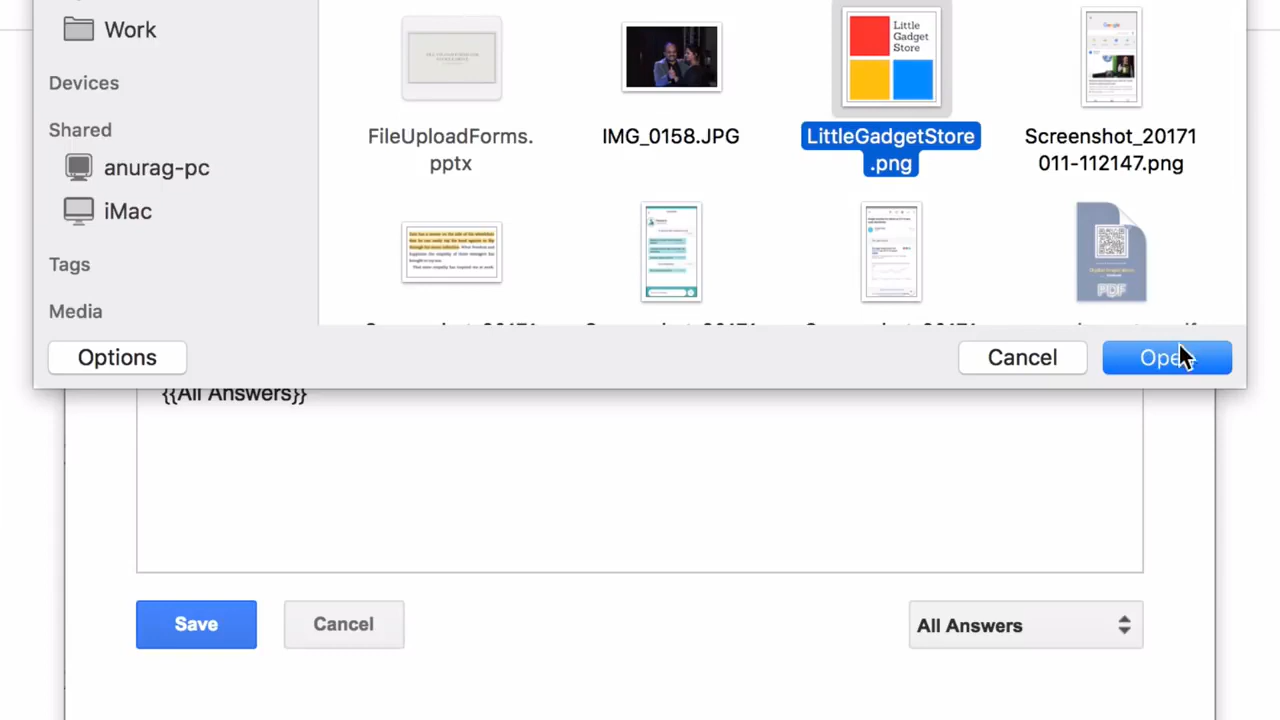 Work
Devices
Shared
anurag-pc
iMac
Tags
Media
Little
Gadget
Store
Google
FileUploadForms.
pptx
IMG_0158.JPG
LittleGadgetStore
.png
Screenshot_20171
011-112147.png
PDF
Options
Cancel
Open
{{All Answers}}
Save
Cancel
All Answers